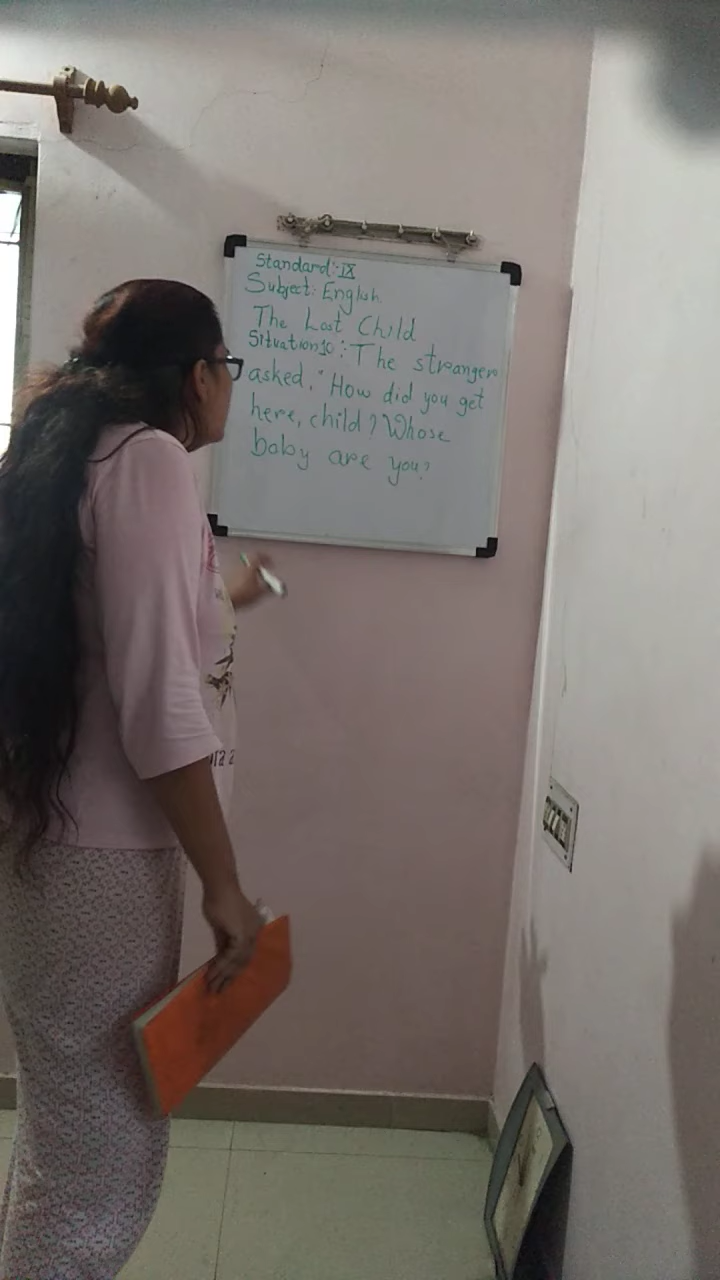 Standard:-IX
Subject: English.
The Lost Child
Situation10: The stranger
asked, "How did you get
here, child? Whose
baby are you?